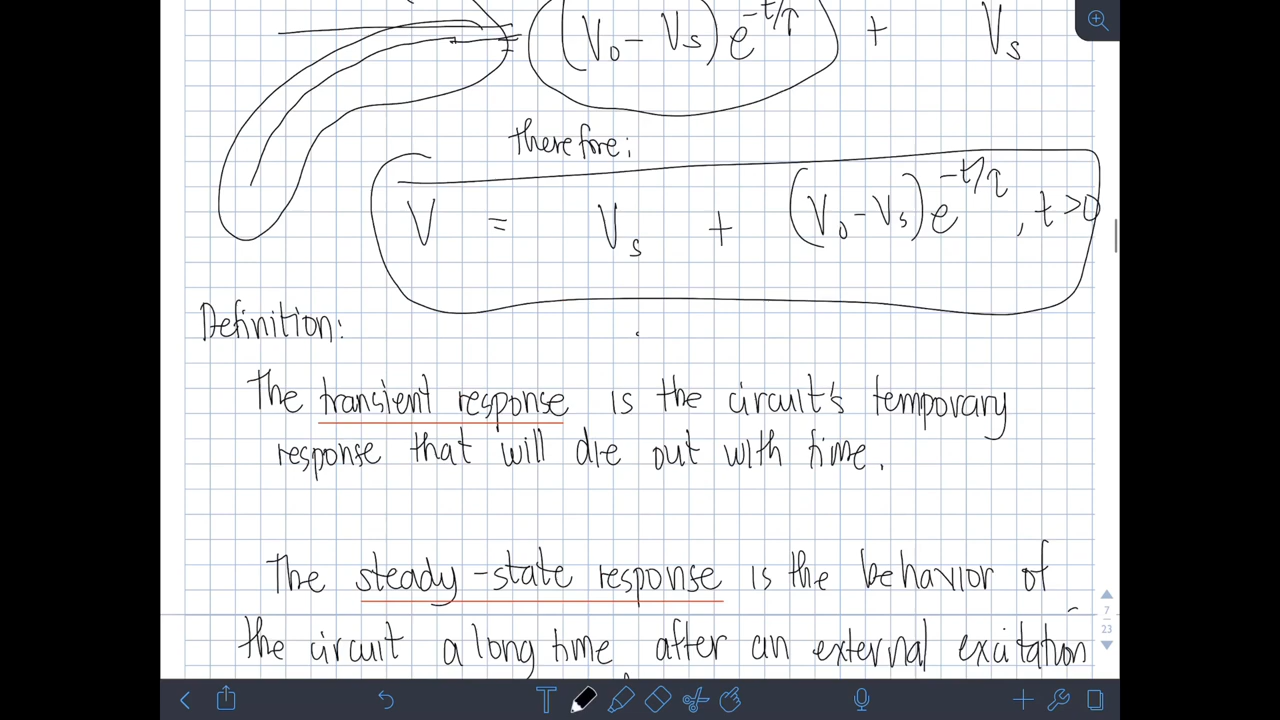 = (V₀ - Vs) e^-t/τ + Vs
therefore;
V = Vs + (V₀ - Vs) e^-t/τ , t > 0
Definition:
The transient response is the circuit's temporary
response that will die out with time.
The steady-state response is the behavior of
the circuit a long time after an external excitation
7
23
T